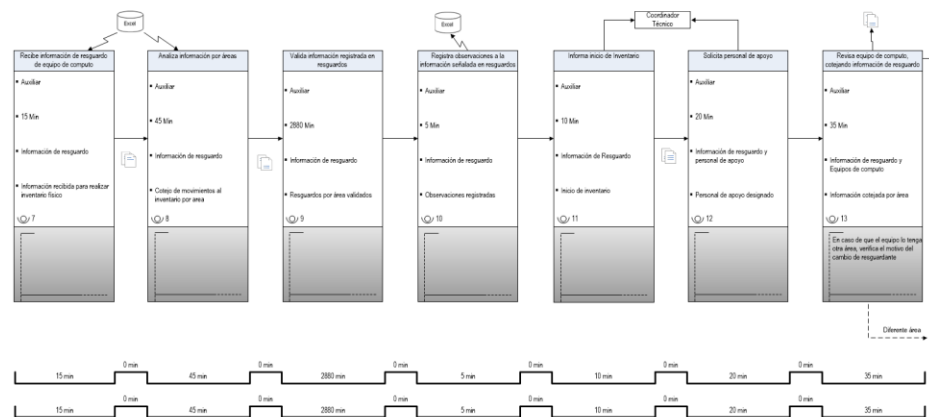 Excel
Excel
Coordinador
Técnico
Recibe información de resguardo
de equipo de computo
• Auxiliar
• 15 Min
• Información de resguardo
• Información recibida para realizar
inventario físico
7
Analiza información por áreas
• Auxiliar
• 45 Min
• Información de resguardo
• Cotejo de movimientos al
inventario por area
8
Valida información registrada en
resguardos
• Auxiliar
• 2880 Min
• Información de resguardo
• Resguardos por área validados
9
Registra observaciones a la
información señalada en resguardos
• Auxiliar
• 5 Min
• Información de resguardo
• Observaciones registradas
10
Informa inicio de Inventario
• Auxiliar
• 10 Min
• Información de Resguardo
• Inicio de inventario
11
Solicita personal de apoyo
• Auxiliar
• 20 Min
• Información de resguardo y
personal de apoyo
• Personal de apoyo designado
12
Revisa equipo de computo,
cotejando información de resguardo
• Auxiliar
• 35 Min
• Información de resguardo y
Equipos de computo
• Información cotejada por área
13
En caso de que el equipo lo tenga
otra área, verifica el motivo del
cambio de resguardante
Diferente área
0 min 0 min 0 min 0 min 0 min 0 min
15 min 45 min 2880 min 5 min 10 min 20 min 35 min
0 min 0 min 0 min 0 min 0 min 0 min
15 min 45 min 2880 min 5 min 10 min 20 min 35 min